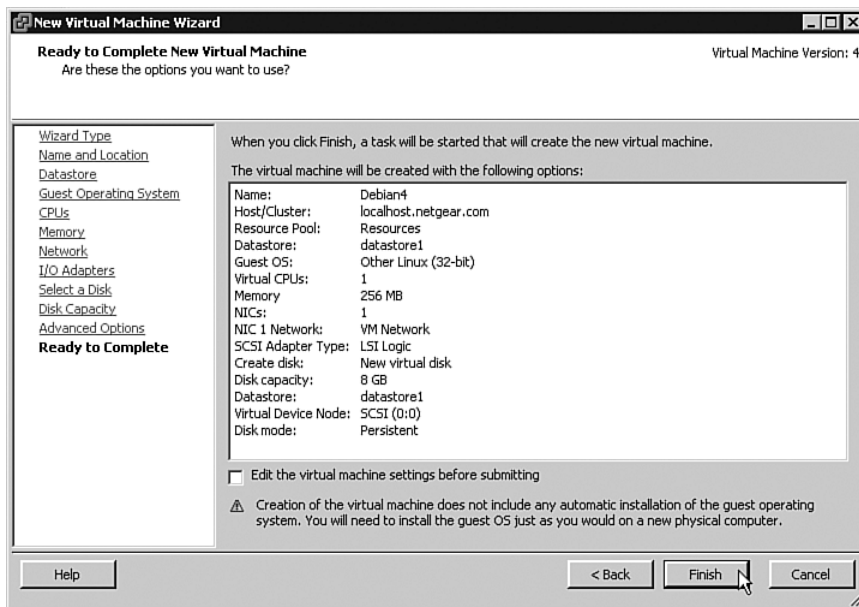 New Virtual Machine Wizard
Ready to Complete New Virtual Machine
Are these the options you want to use?
Virtual Machine Version: 4
Wizard Type
Name and Location
Datastore
Guest Operating System
CPUs
Memory
Network
I/O Adapters
Select a Disk
Disk Capacity
Advanced Options
Ready to Complete
When you click Finish, a task will be started that will create the new virtual machine.
The virtual machine will be created with the following options:
Name: Debian4
Host/Cluster: localhost.netgear.com
Resource Pool: Resources
Datastore: datastore1
Guest OS: Other Linux (32-bit)
Virtual CPUs: 1
Memory 256 MB
NICs: 1
NIC 1 Network: VM Network
SCSI Adapter Type: LSI Logic
Create disk: New virtual disk
Disk capacity: 8 GB
Datastore: datastore1
Virtual Device Node: SCSI (0:0)
Disk mode: Persistent
Edit the virtual machine settings before submitting
Creation of the virtual machine does not include any automatic installation of the guest operating
system. You will need to install the guest OS just as you would on a new physical computer.
Help
< Back
Finish
Cancel